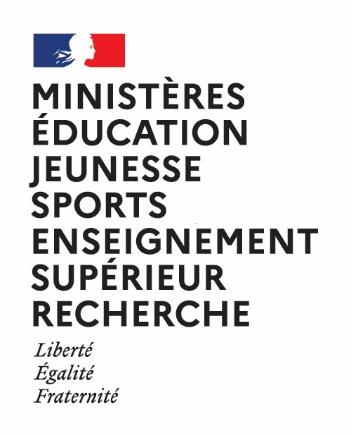 MINISTÈRES
ÉDUCATION
JEUNESSE
SPORTS
ENSEIGNEMENT
SUPÉRIEUR
RECHERCHE
Liberté
Égalité
Fraternité